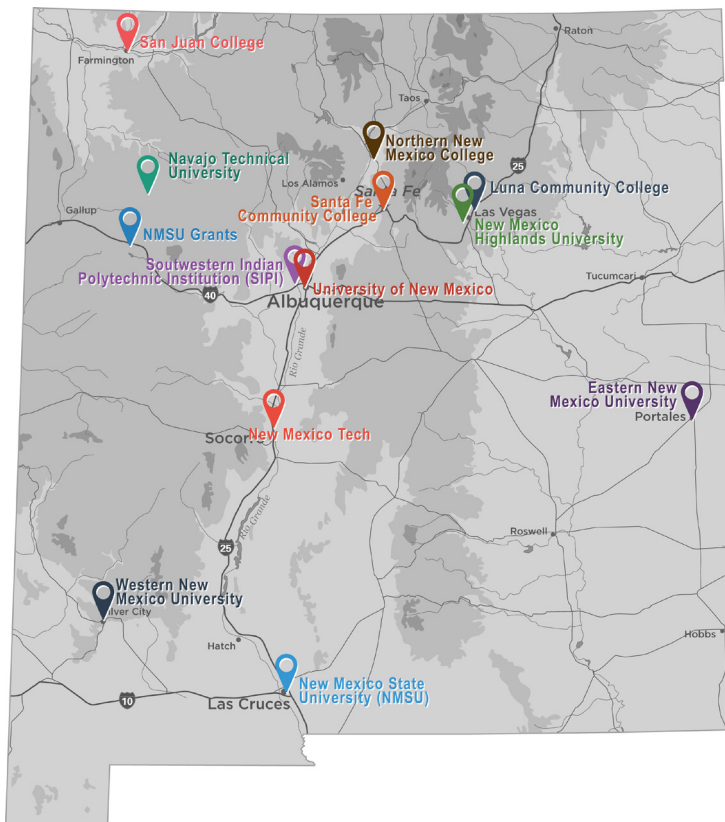 San Juan College
Farmington
Raton
Taos
Northern New
Mexico College
25
Navajo Technical
University
Los Alamos
Santa Fe
Santa Fe
Community College
Luna Community College
Las Vegas
New Mexico
Highlands University
Gallup
NMSU Grants
Soutwestern Indian
Polytechnic Institution (SIPI)
University of New Mexico
Tucumcari
40
Albuquerque
Rio Grande
Eastern New
Mexico University
Portales
New Mexico Tech
Socorro
Rio Grande
Roswell
25
Western New
Mexico University
Silver City
Hatch
Hobbs
New Mexico State
University (NMSU)
10
Las Cruces